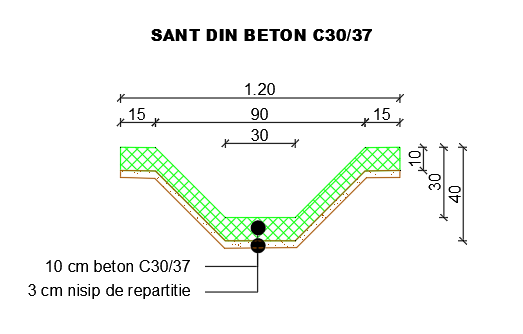 SANT DIN BETON C30/37
1.20
15 90 15
30
10
30
40
10 cm beton C30/37
3 cm nisip de repartitie